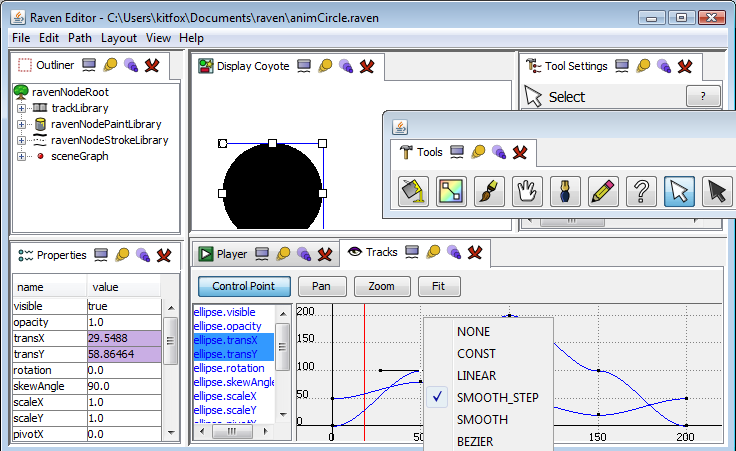 Raven Editor - C:\Users\kitfox\Documents\raven\animCircle.raven
File Edit Path Layout View Help
Outliner
ravenNodeRoot
trackLibrary
ravenNodePaintLibrary
ravenNodeStrokeLibrary
sceneGraph
Display Coyote
Tool Settings
Select
?
Tools
Properties
name value
visible true
opacity 1.0
transX 29.5488
transY 58.86464
rotation 0.0
skewAngle 90.0
scaleX 1.0
scaleY 1.0
pivotX 0.0
Player
Tracks
Control Point Pan Zoom Fit
ellipse.visible
ellipse.opacity
ellipse.transX
ellipse.transY
ellipse.rotation
ellipse.skewAngle
ellipse.scaleX
ellipse.scaleY
200
150
100
50
0
0 50 150 200
NONE
CONST
LINEAR
SMOOTH_STEP
SMOOTH
BEZIER